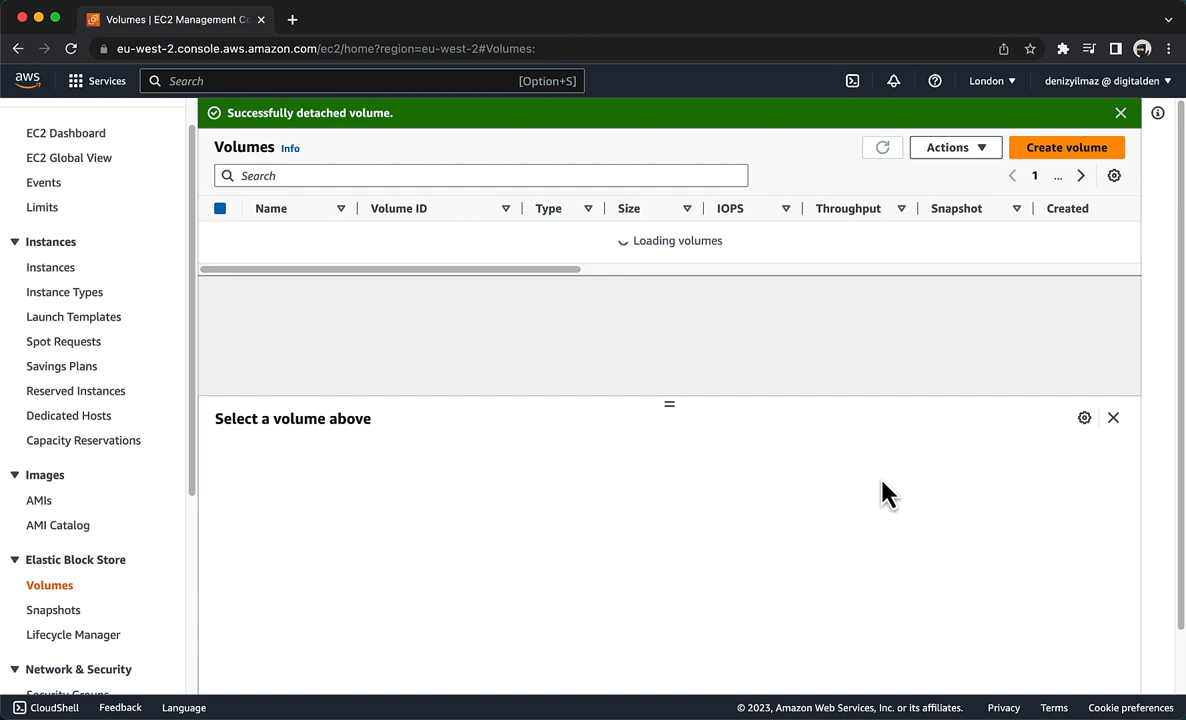 Volumes | EC2 Management Co
eu-west-2.console.aws.amazon.com/ec2/home?region=eu-west-2#Volumes:
aws
Services
Search
[Option+S]
London
denizyilmaz @ digitalden
EC2 Dashboard
EC2 Global View
Events
Limits
Instances
Instances
Instance Types
Launch Templates
Spot Requests
Savings Plans
Reserved Instances
Dedicated Hosts
Capacity Reservations
Images
AMIs
AMI Catalog
Elastic Block Store
Volumes
Snapshots
Lifecycle Manager
Network & Security
Security Groups
Successfully detached volume.
Volumes Info
Actions
Create volume
Search
1 ...
Name Volume ID Type Size IOPS Throughput Snapshot Created
Loading volumes
Select a volume above
CloudShell Feedback Language
© 2023, Amazon Web Services, Inc. or its affiliates. Privacy Terms Cookie preferences